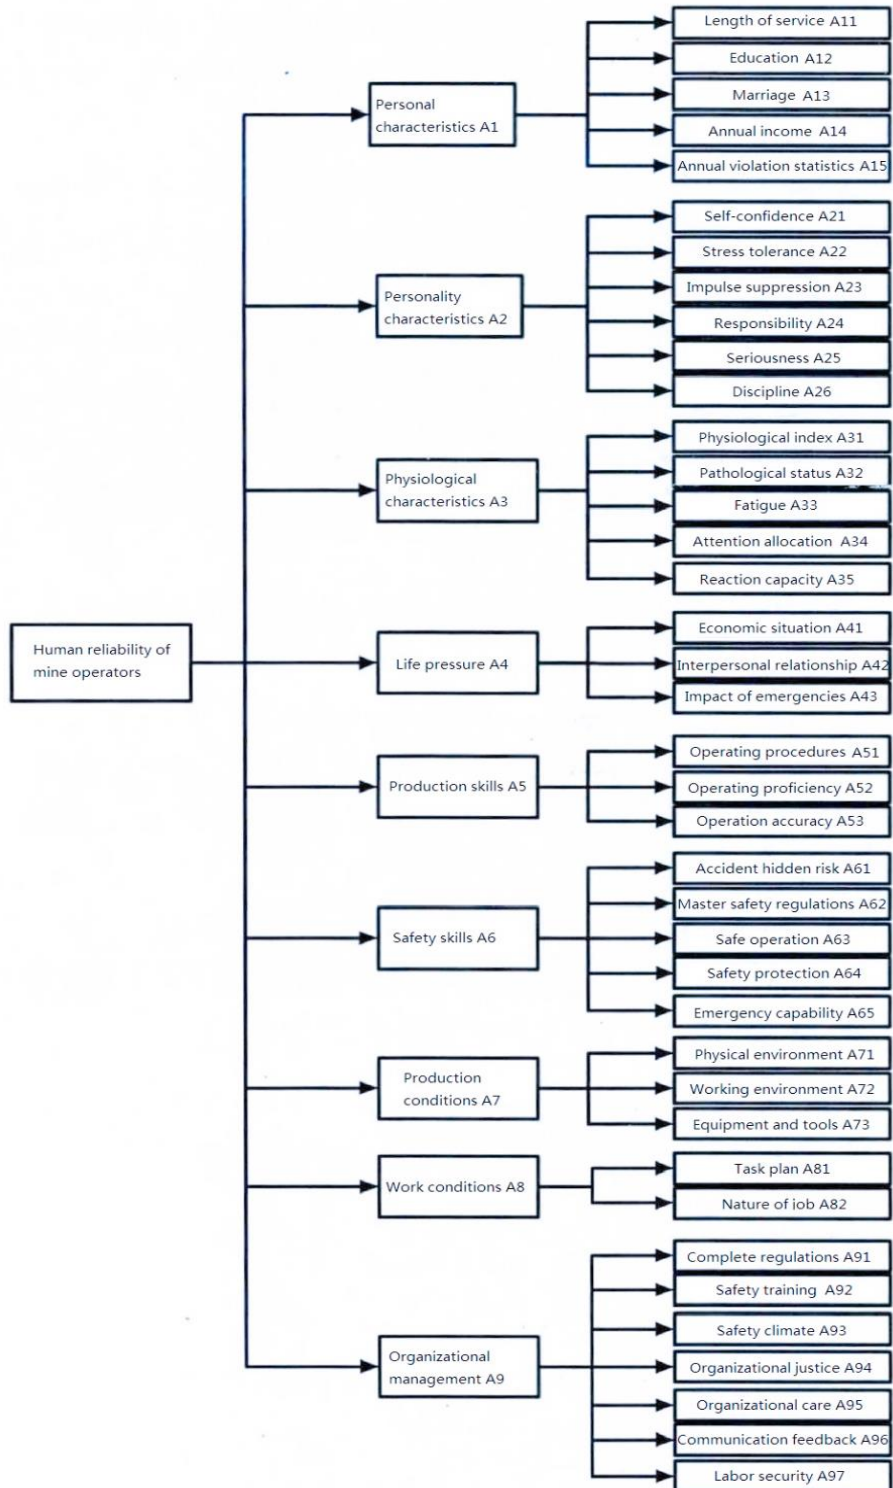 Human reliability of
mine operators
Personal
characteristics A1
Length of service A11
Education A12
Marriage A13
Annual income A14
Annual violation statistics A15
Personality
characteristics A2
Self-confidence A21
Stress tolerance A22
Impulse suppression A23
Responsibility A24
Seriousness A25
Discipline A26
Physiological
characteristics A3
Physiological index A31
Pathological status A32
Fatigue A33
Attention allocation A34
Reaction capacity A35
Life pressure A4
Economic situation A41
Interpersonal relationship A42
Impact of emergencies A43
Production skills A5
Operating procedures A51
Operating proficiency A52
Operation accuracy A53
Safety skills A6
Accident hidden risk A61
Master safety regulations A62
Safe operation A63
Safety protection A64
Emergency capability A65
Production
conditions A7
Physical environment A71
Working environment A72
Equipment and tools A73
Work conditions A8
Task plan A81
Nature of job A82
Organizational
management A9
Complete regulations A91
Safety training A92
Safety climate A93
Organizational justice A94
Organizational care A95
Communication feedback A96
Labor security A97